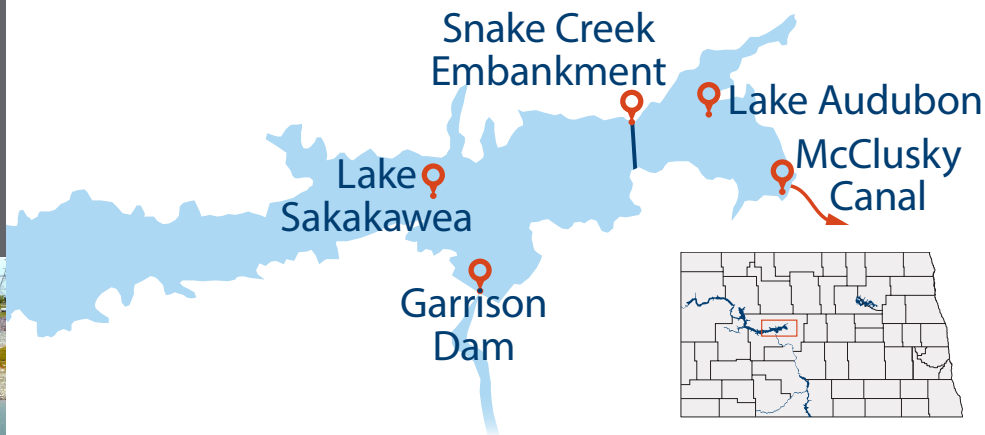 Snake Creek
Embankment
Lake Audubon
McClusky
Canal
Lake
Sakakawea
Garrison
Dam